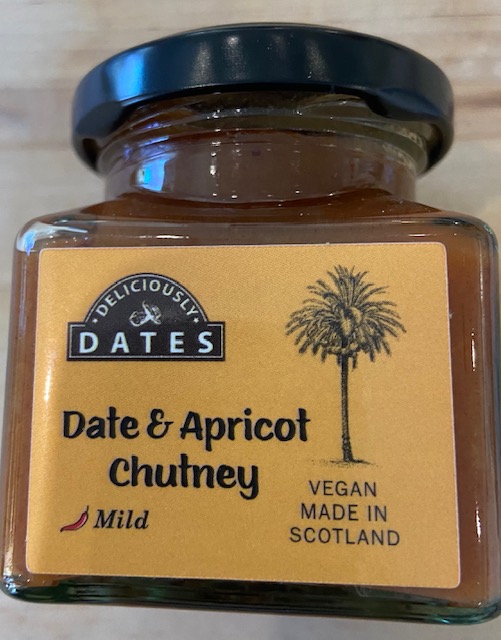 DELICIOUSLY
DATES
Date & Apricot
Chutney
Mild
VEGAN
MADE IN
SCOTLAND